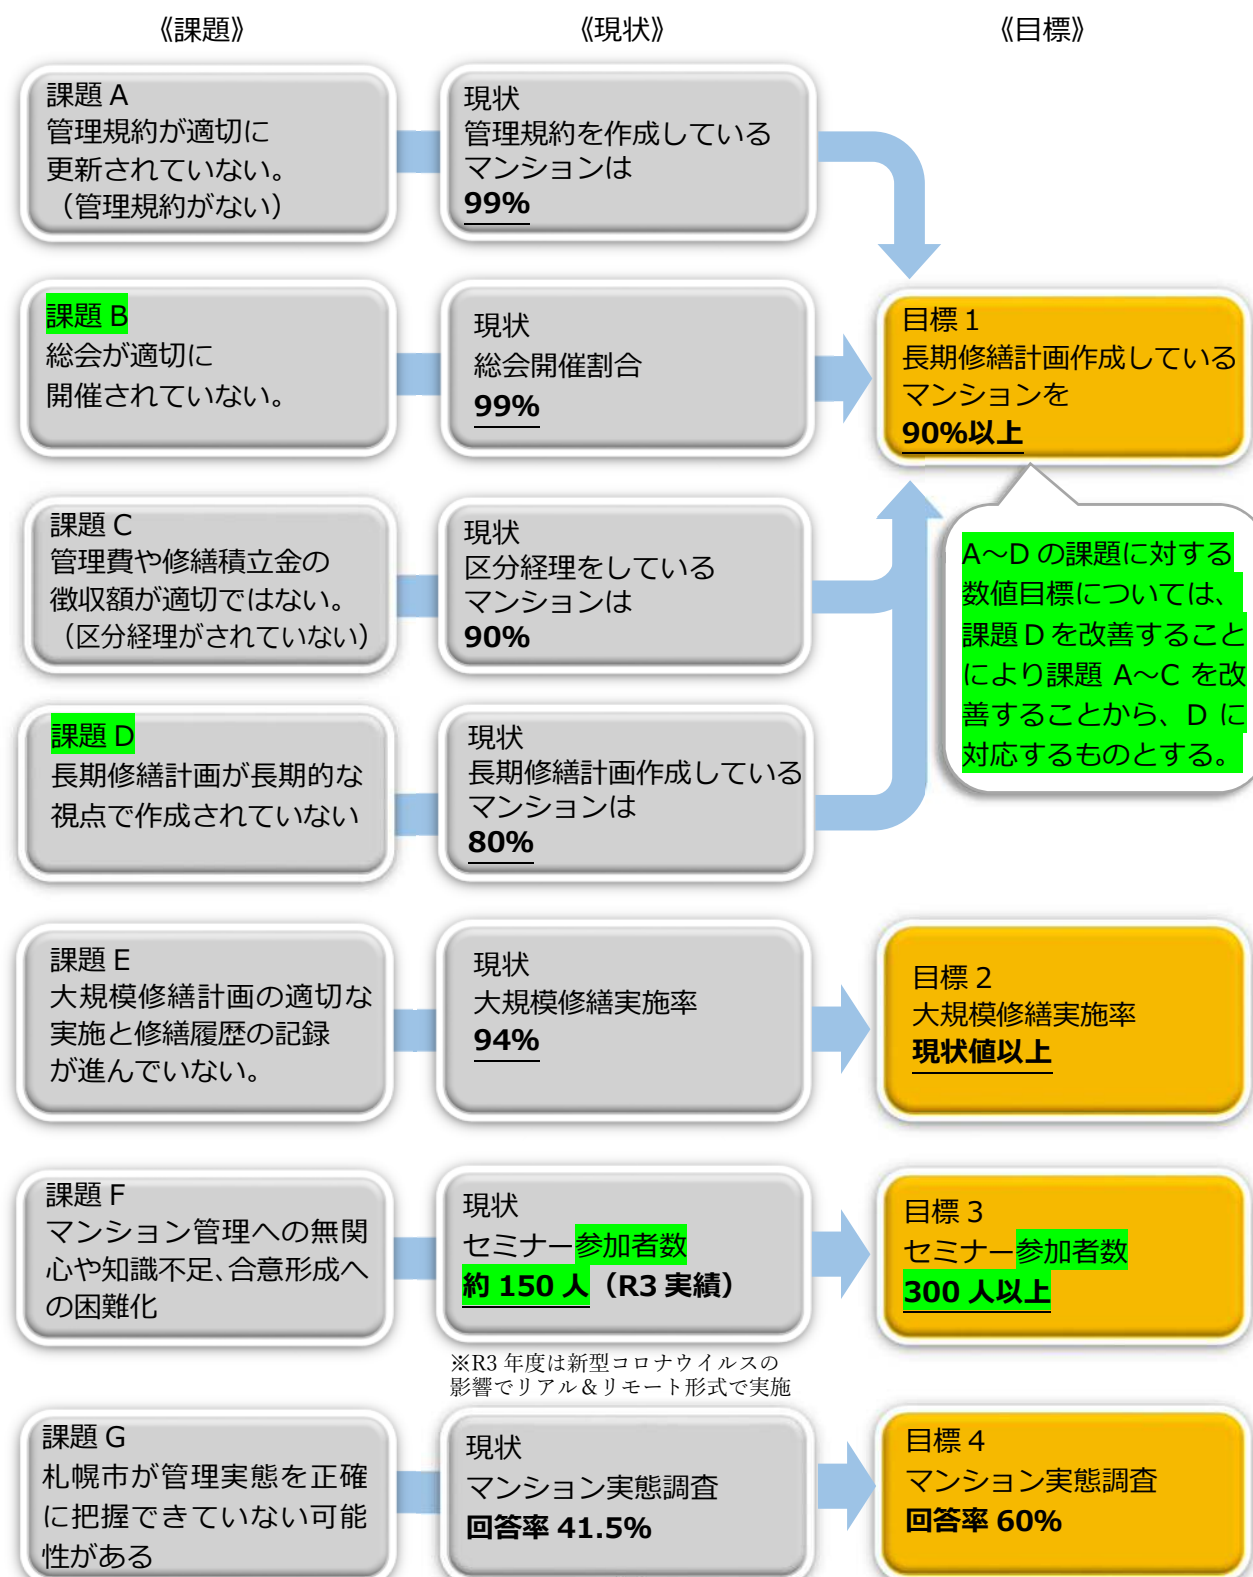 《課題》
《現状》
《目標》
課題 A
管理規約が適切に
更新されていない。
（管理規約がない）
現状
管理規約を作成している
マンションは
99%
課題 B
総会が適切に
開催されていない。
現状
総会開催割合
99%
目標 1
長期修繕計画作成している
マンションを
90%以上
課題 C
管理費や修繕積立金の
徴収額が適切ではない。
（区分経理がされていない）
現状
区分経理をしている
マンションは
90%
A～D の課題に対する
数値目標については、
課題 D を改善すること
により課題 A～C を改
善することから、D に
対応するものとする。
課題 D
長期修繕計画が長期的な
視点で作成されていない
現状
長期修繕計画作成している
マンションは
80%
課題 E
大規模修繕計画の適切な
実施と修繕履歴の記録
が進んでいない。
現状
大規模修繕実施率
94%
目標 2
大規模修繕実施率
現状値以上
課題 F
マンション管理への無関
心や知識不足、合意形成へ
の困難化
現状
セミナー参加者数
約 150 人（R3 実績）
※R3 年度は新型コロナウイルスの
影響でリアル＆リモート形式で実施
目標 3
セミナー参加者数
300 人以上
課題 G
札幌市が管理実態を正確
に把握できていない可能
性がある
現状
マンション実態調査
回答率 41.5%
目標 4
マンション実態調査
回答率 60%